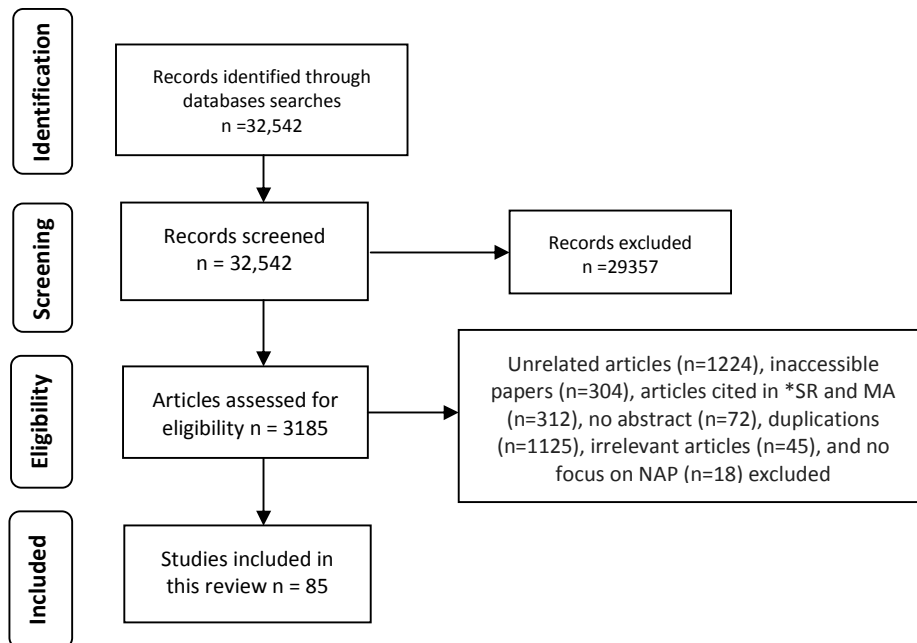 Identification
Records identified through
databases searches
n =32,542
Screening
Records screened
n = 32,542
Records excluded
n =29357
Eligibility
Articles assessed for
eligibility n = 3185
Unrelated articles (n=1224), inaccessible
papers (n=304), articles cited in *SR and MA
(n=312), no abstract (n=72), duplications
(n=1125), irrelevant articles (n=45), and no
focus on NAP (n=18) excluded
Included
Studies included in
this review n = 85